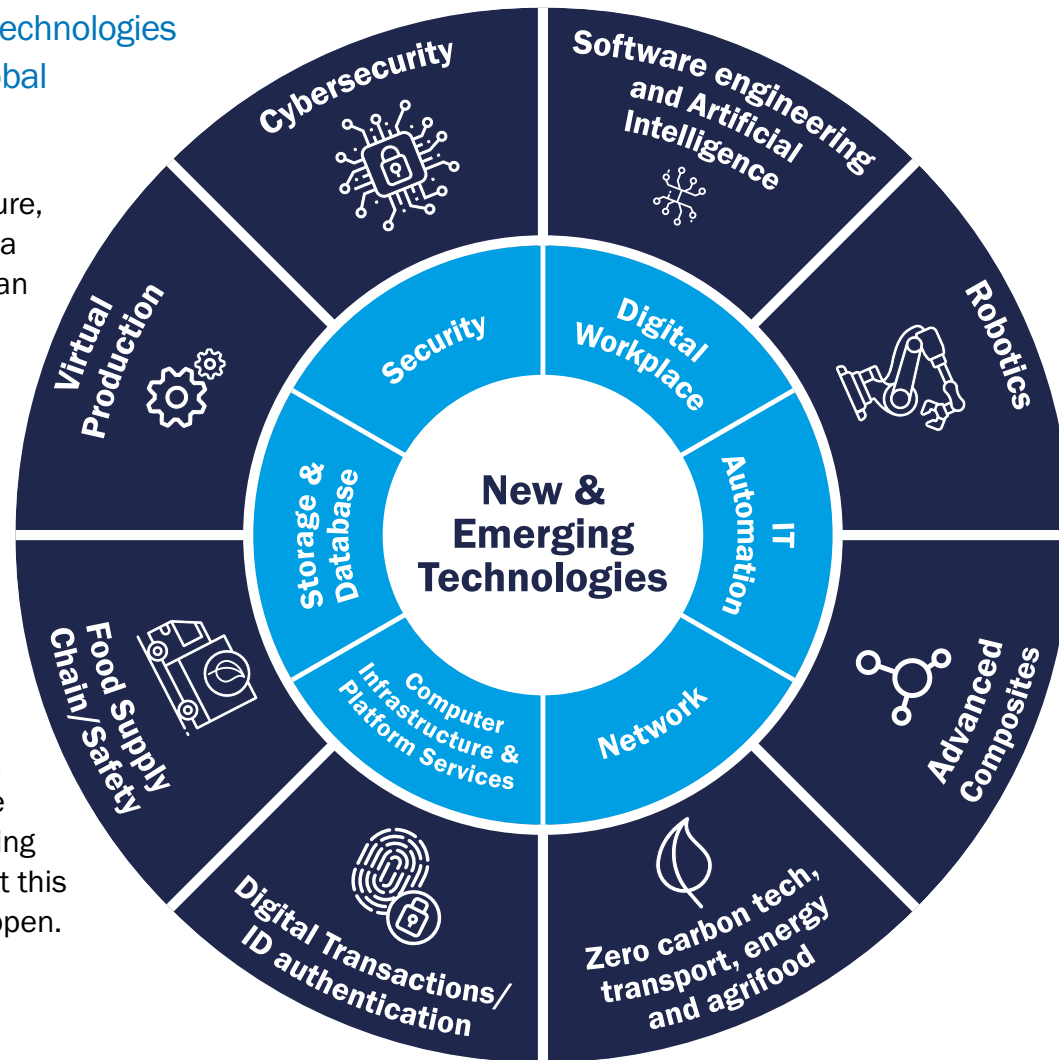 echnologies
obal
ure,
a
an
e
ing
t this
open.
Cybersecurity
Software engineering
and Artificial
Intelligence
Robotics
Advanced
Composites
Zero carbon tech,
transport, energy
and agrifood
Digital Transactions/
ID authentication
Food Supply
Chain/Safety
Virtual
Production
Security
Digital
Workplace
IT
Automation
Network
Computer
Infrastructure &
Platform Services
Storage &
Database
New &
Emerging
Technologies